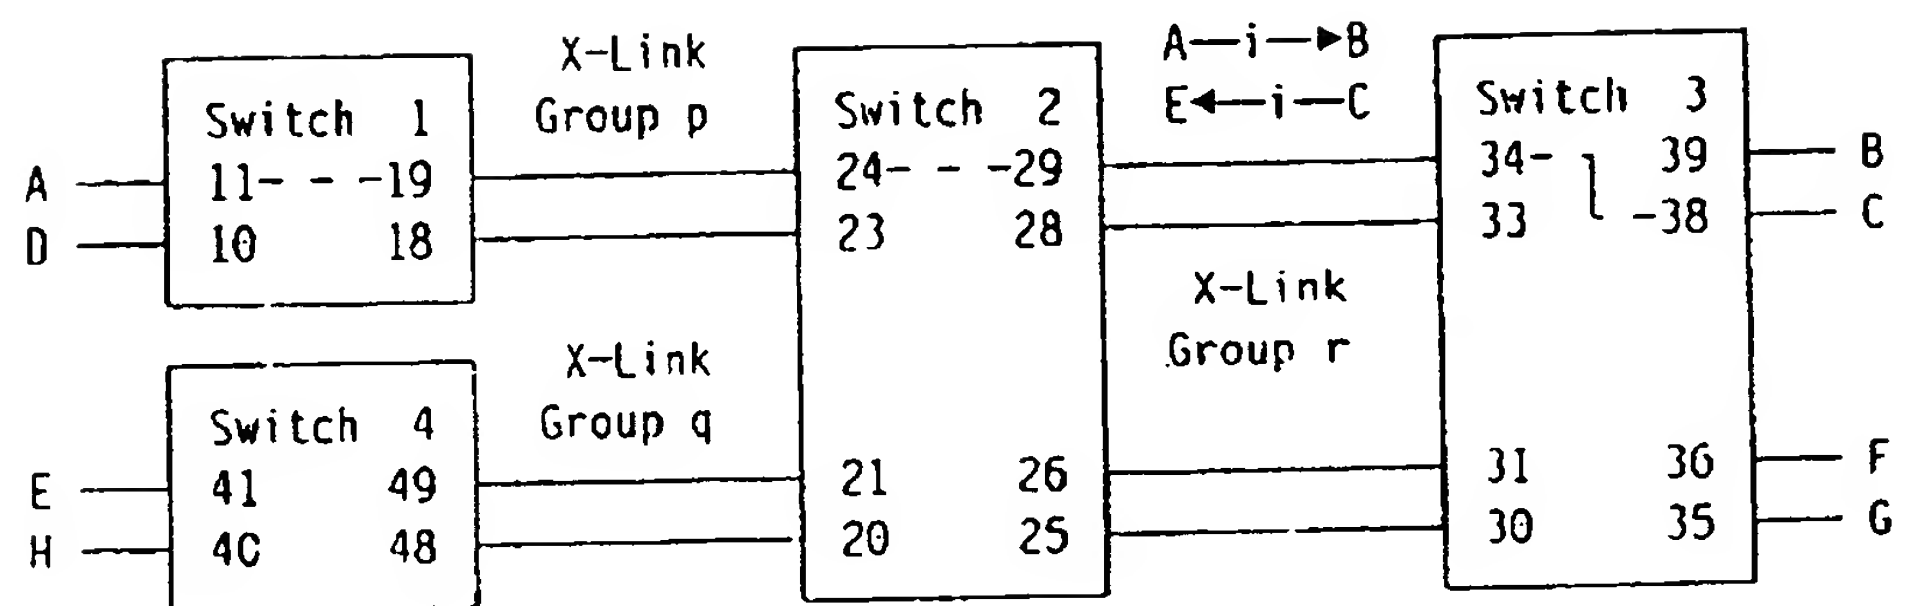 X-Link
Group p
A—i—►B
E◄—i—C
Switch 1
11- - -19
10 18
A
D
Switch 2
24- - -29
23 28
21 26
20 25
Switch 3
34- -38
33 39
31 36
30 35
B
C
X-Link
Group r
X-Link
Group q
Switch 4
41 49
40 48
E
H
F
G